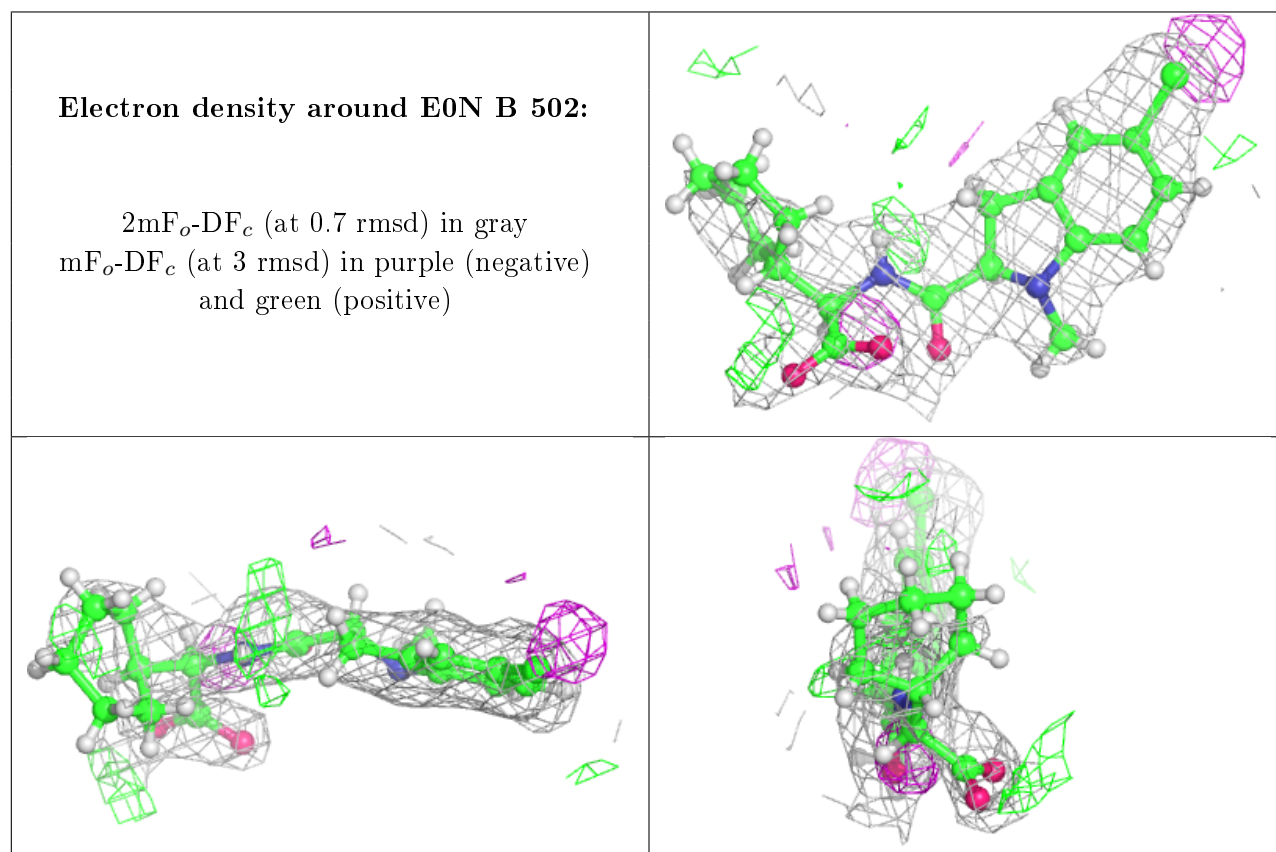 Electron density around E0N B 502:
2mFₒ-DF𝒸 (at 0.7 rmsd) in gray
mFₒ-DF𝒸 (at 3 rmsd) in purple (negative)
and green (positive)